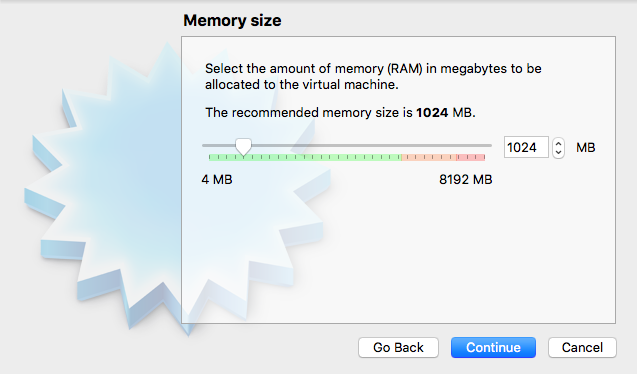 Memory size
Select the amount of memory (RAM) in megabytes to be
allocated to the virtual machine.
The recommended memory size is 1024 MB.
1024 MB
4 MB 8192 MB
Go Back Continue Cancel